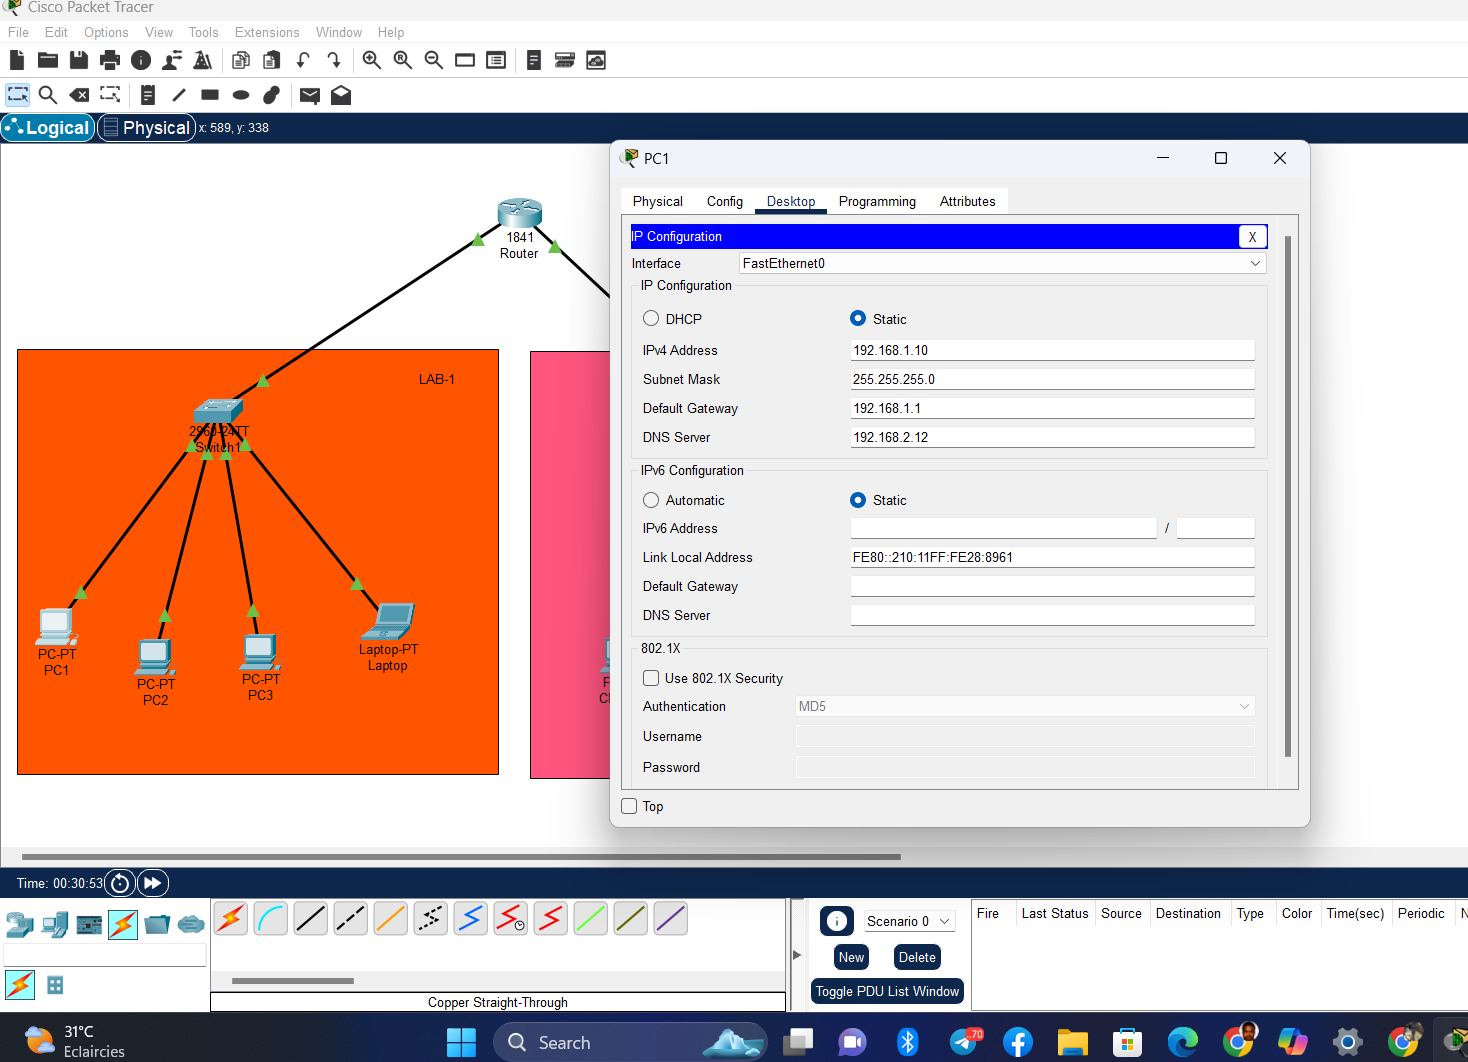 Cisco Packet Tracer
File Edit Options View Tools Extensions Window Help
Logical Physical x: 589, y: 338
1841
Router
LAB-1
2960-24TT
Switch1
PC-PT
PC1
PC-PT
PC2
PC-PT
PC3
Laptop-PT
Laptop
PC1
Physical Config Desktop Programming Attributes
IP Configuration X
Interface FastEthernet0
IP Configuration
DHCP Static
IPv4 Address 192.168.1.10
Subnet Mask 255.255.255.0
Default Gateway 192.168.1.1
DNS Server 192.168.2.12
IPv6 Configuration
Automatic Static
IPv6 Address /
Link Local Address FE80::210:11FF:FE28:8961
Default Gateway
DNS Server
802.1X
Use 802.1X Security
Authentication MD5
Username
Password
Top
Time: 00:30:53
Copper Straight-Through
Scenario 0
New Delete
Toggle PDU List Window
Fire Last Status Source Destination Type Color Time(sec) Periodic N
31°C
Eclaircies
Search
70